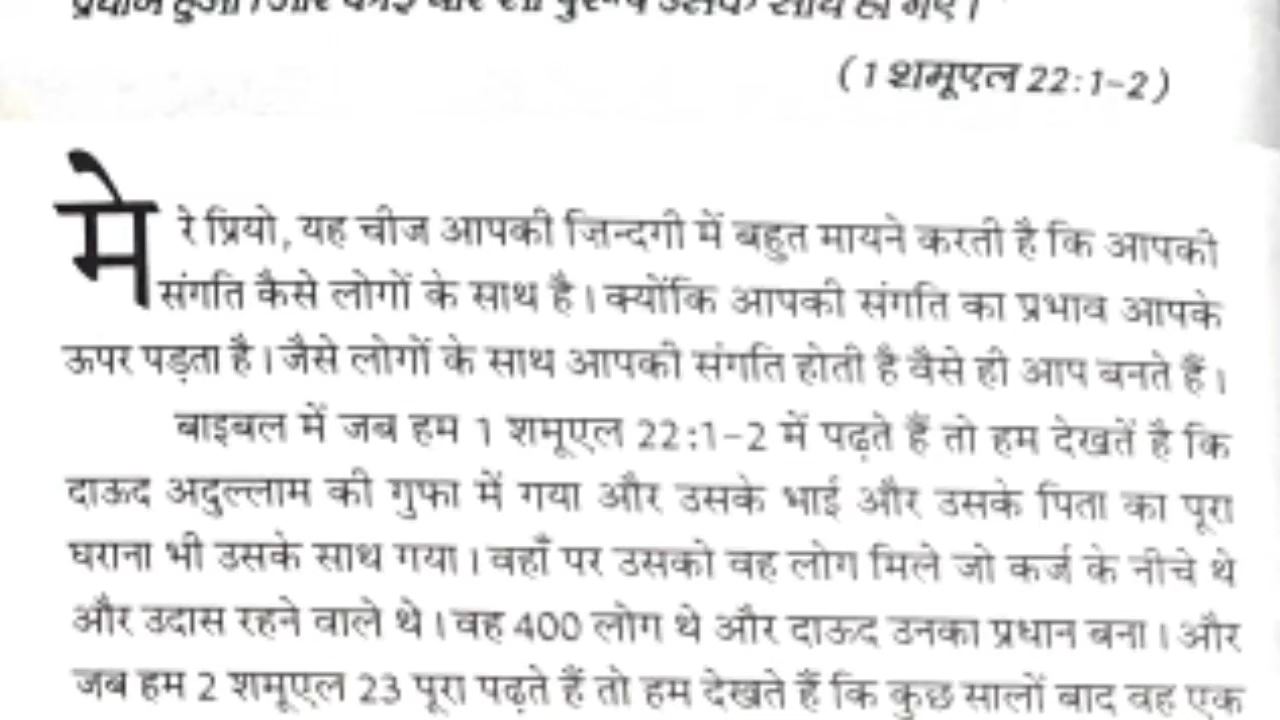 प्रधान हुआ। और कोई चार सौ पुरुष उसके साथ हो गए।
(1 शमूएल 22:1-2)
मेरे प्रियो, यह चीज आपकी ज़िन्दगी में बहुत मायने करती है कि आपकी
संगति कैसे लोगों के साथ है। क्योंकि आपकी संगति का प्रभाव आपके
ऊपर पड़ता है। जैसे लोगों के साथ आपकी संगति होती है वैसे ही आप बनते हैं।
बाइबल में जब हम 1 शमूएल 22:1-2 में पढ़ते हैं तो हम देखतें है कि
दाऊद अदुल्लाम की गुफा में गया और उसके भाई और उसके पिता का पूरा
घराना भी उसके साथ गया। वहाँ पर उसको वह लोग मिले जो कर्ज के नीचे थे
और उदास रहने वाले थे। वह 400 लोग थे और दाऊद उनका प्रधान बना। और
जब हम 2 शमूएल 23 पूरा पढ़ते हैं तो हम देखते हैं कि कुछ सालों बाद वह एक